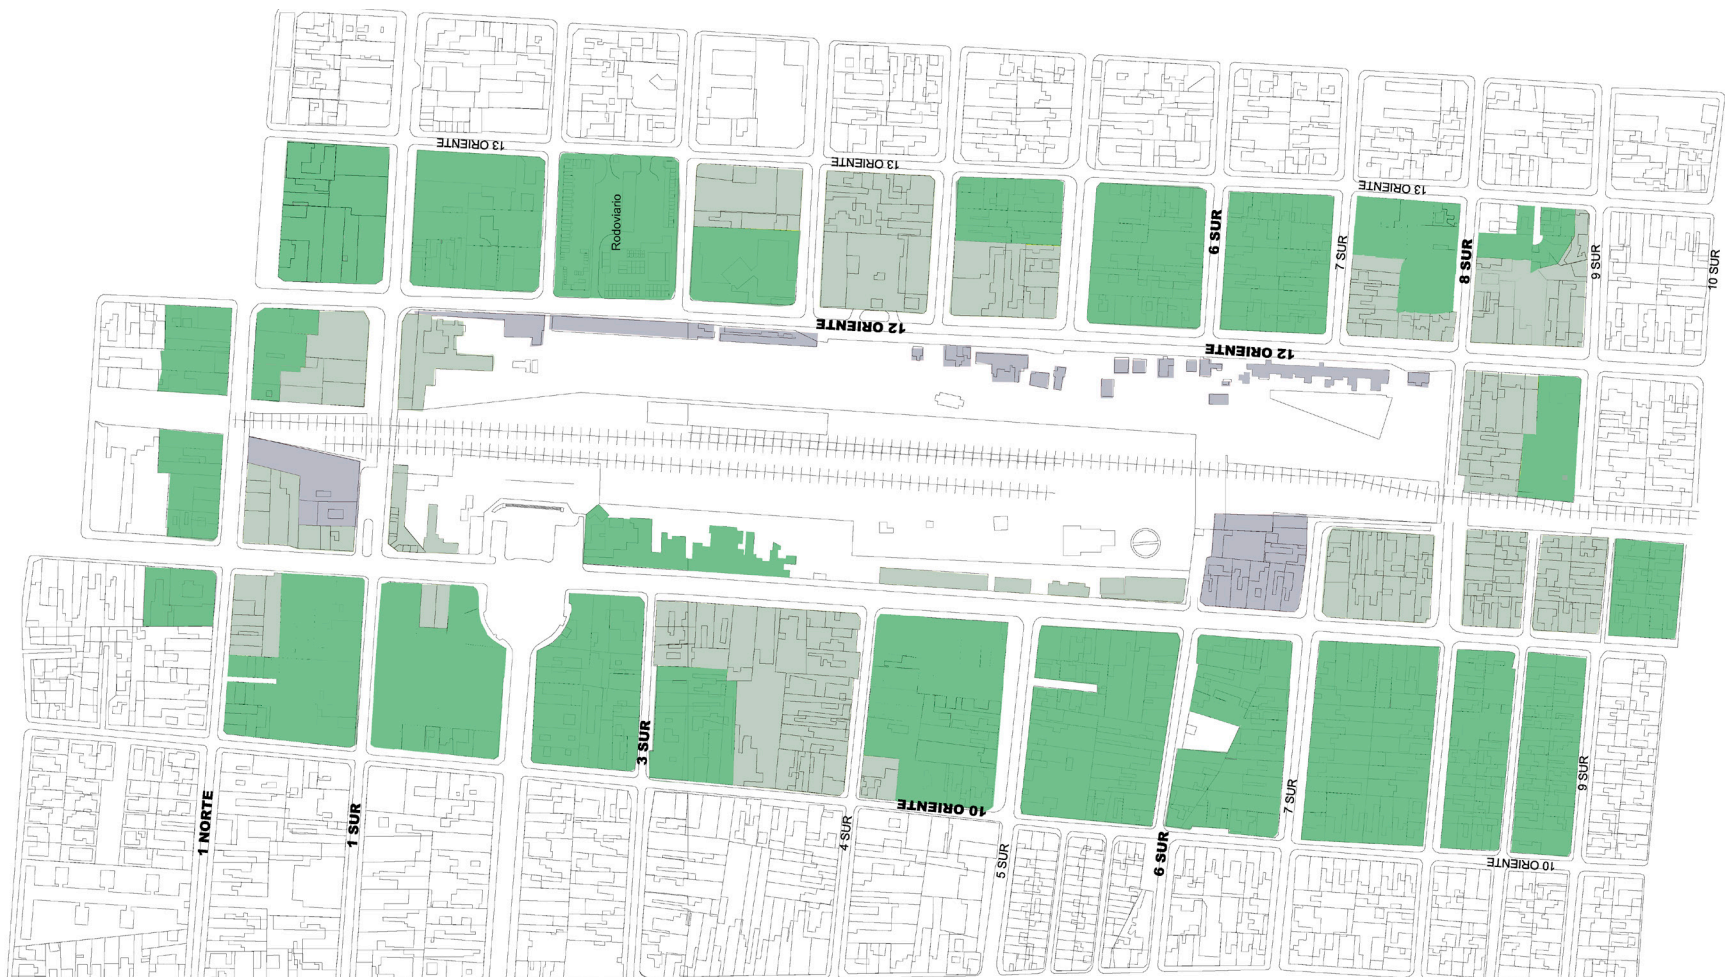 13 ORIENTE
13 ORIENTE
13 ORIENTE
Rodoviario
6 SUR
7 SUR
8 SUR
9 SUR
10 SUR
12 ORIENTE
12 ORIENTE
3 SUR
1 NORTE
1 SUR
4 SUR
10 ORIENTE
5 SUR
6 SUR
7 SUR
9 SUR
10 ORIENTE